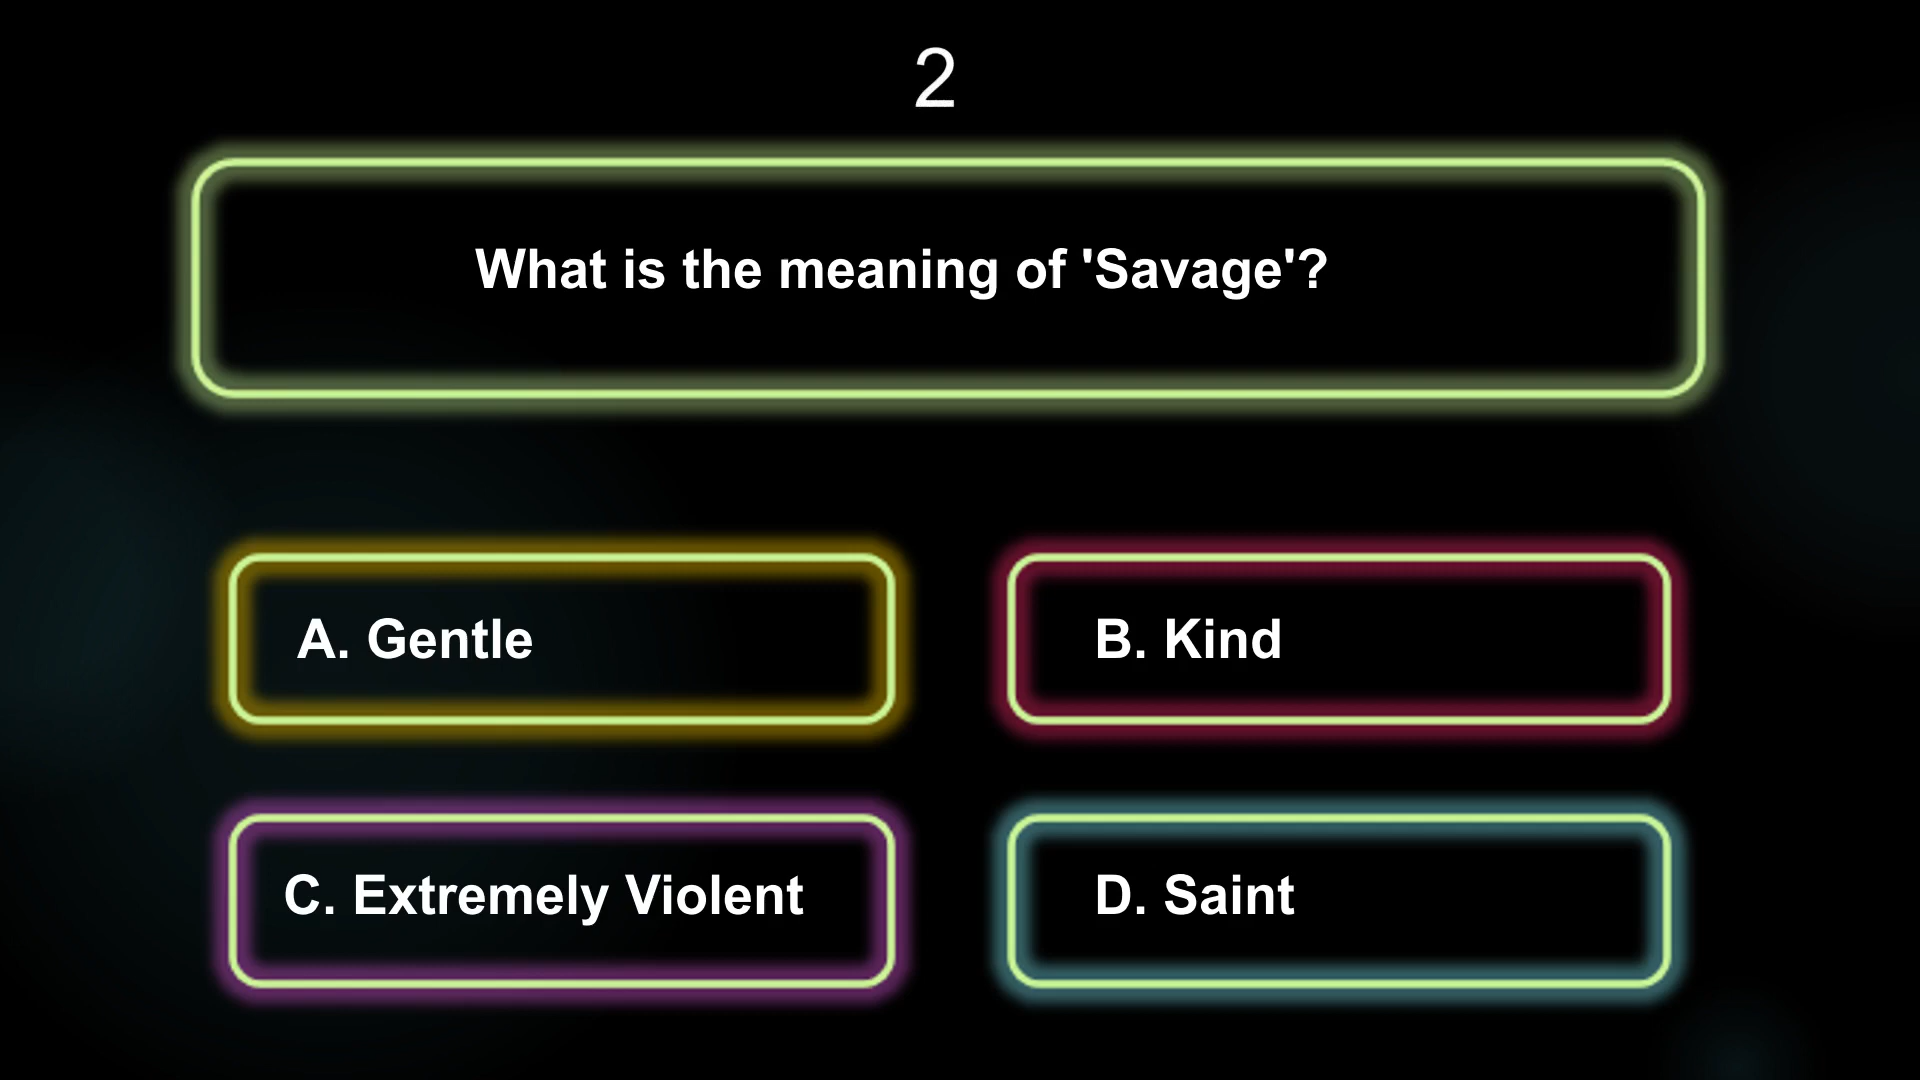 2
What is the meaning of 'Savage'?
A. Gentle
B. Kind
C. Extremely Violent
D. Saint